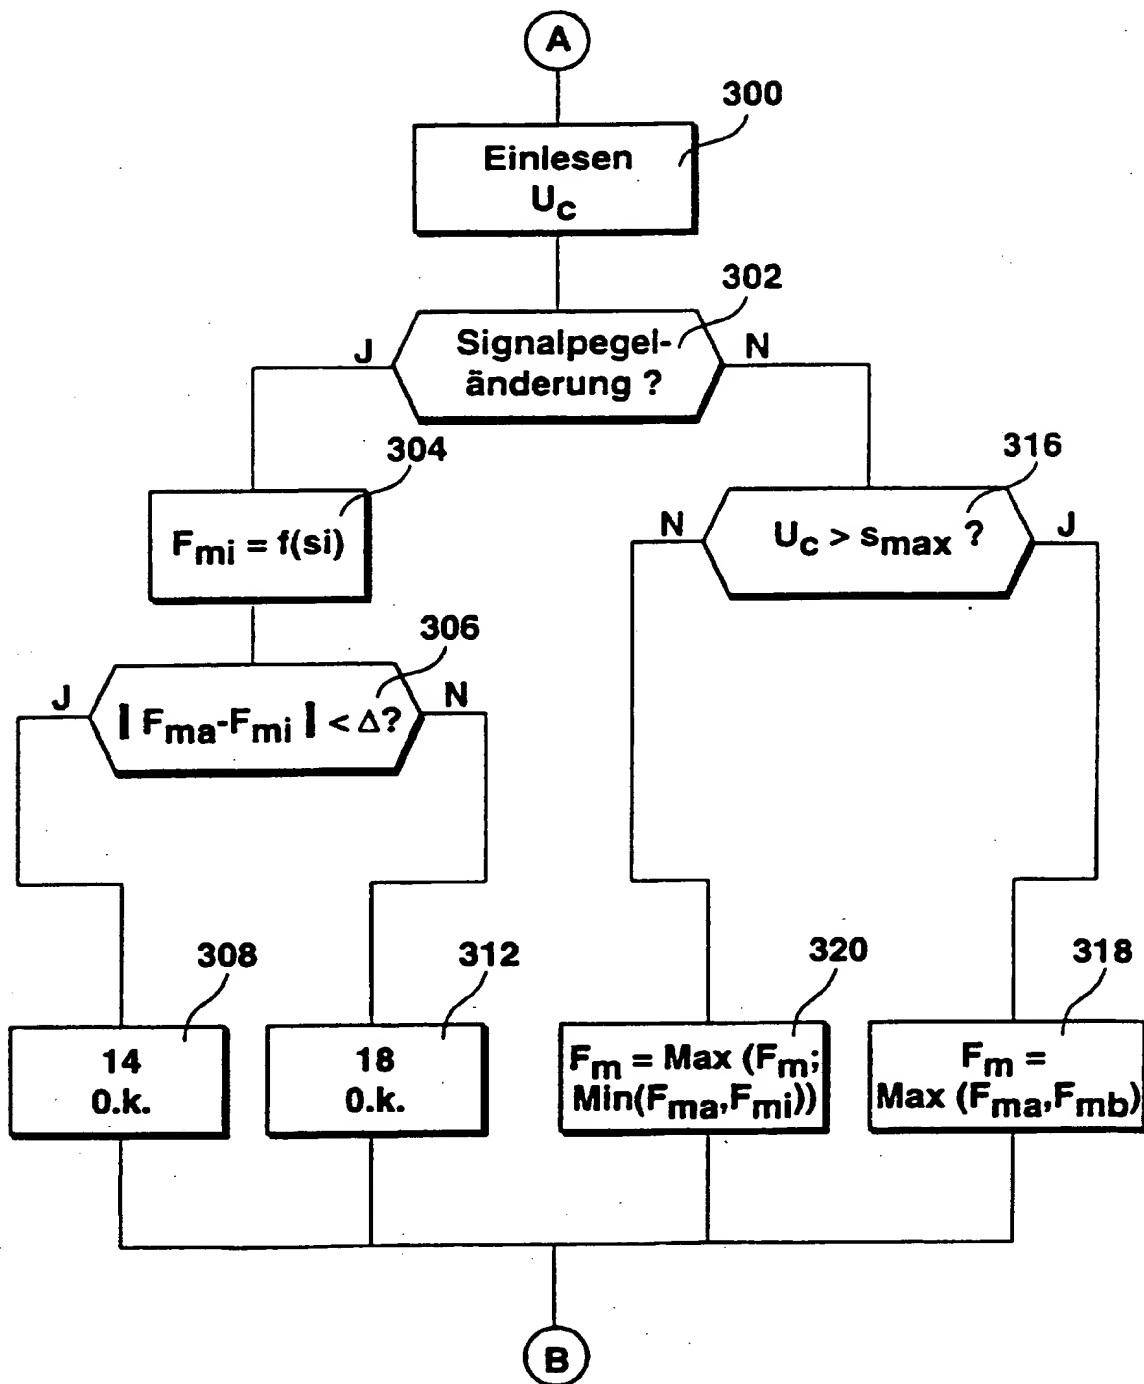 A
300
Einlesen
Uc
302
J
Signalpegel-
änderung ?
N
304
Fmi = f(si)
316
N
Uc > smax ?
J
306
J
| Fma-Fmi | < Δ?
N
308
14
0.k.
312
18
0.k.
320
Fm = Max (Fm;
Min(Fma,Fmi))
318
Fm =
Max (Fma,Fmb)
B